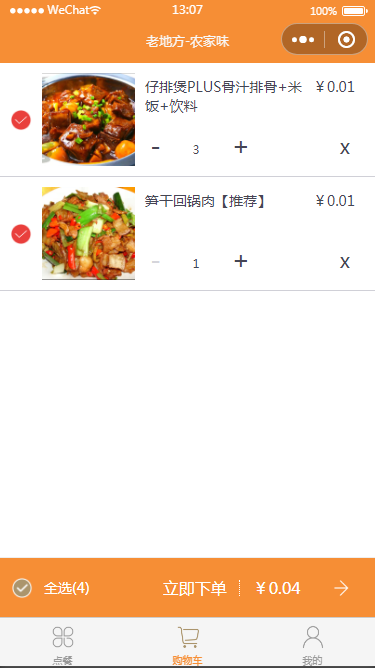 WeChat 13:07 100%
老地方-农家味
仔排煲PLUS骨汁排骨+米 ￥0.01
饭+饮料
- 3 + x
笋干回锅肉【推荐】 ￥0.01
- 1 + x
全选(4) 立即下单 ￥0.04
点餐 购物车 我的